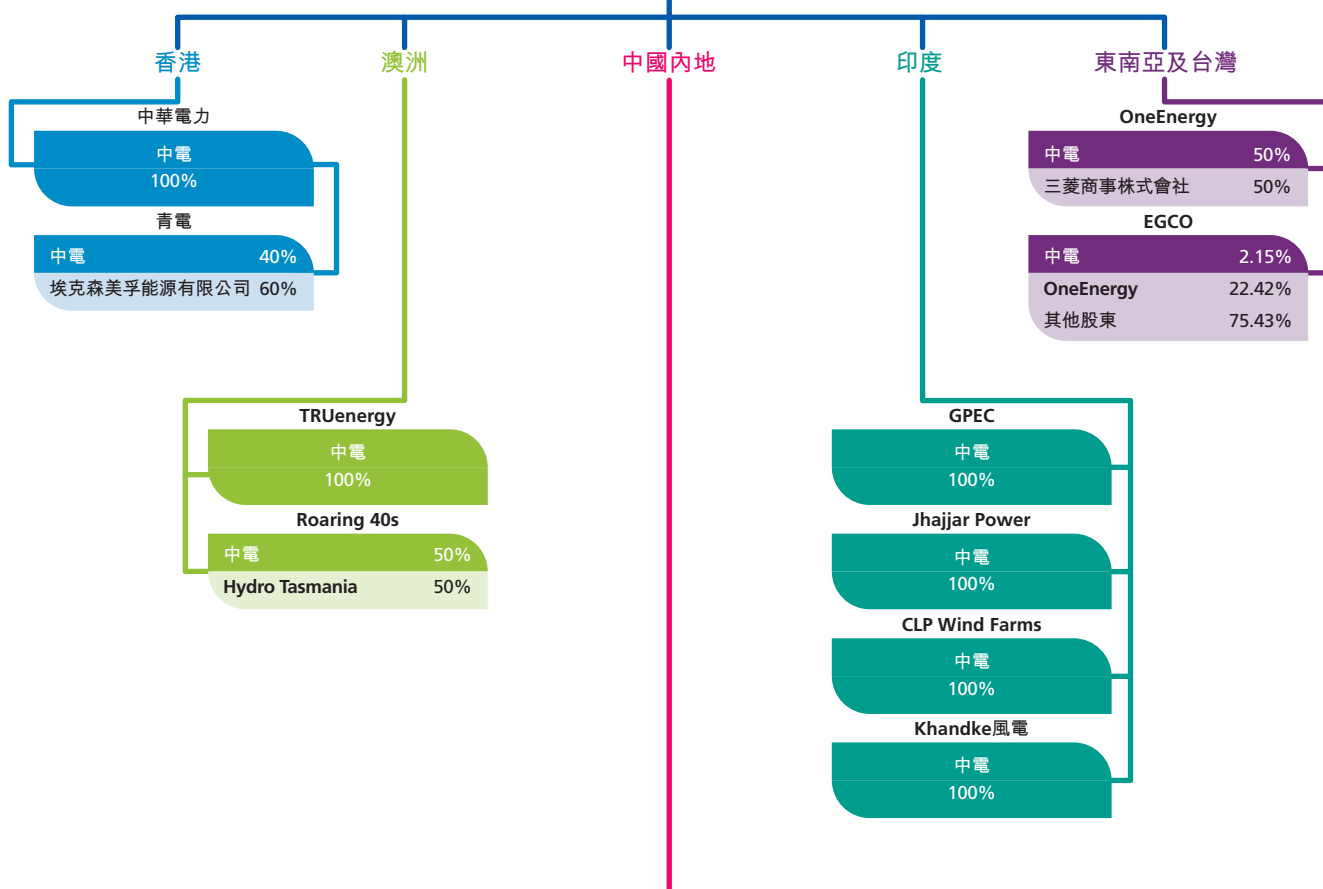 香港
澳洲
中國內地
印度
東南亞及台灣
中華電力
中電
100%
青電
中電 40%
埃克森美孚能源有限公司 60%
TRUenergy
中電
100%
Roaring 40s
中電 50%
Hydro Tasmania 50%
GPEC
中電
100%
Jhajjar Power
中電
100%
CLP Wind Farms
中電
100%
Khandke風電
中電
100%
OneEnergy
中電 50%
三菱商事株式會社 50%
EGCO
中電 2.15%
OneEnergy 22.42%
其他股東 75.43%